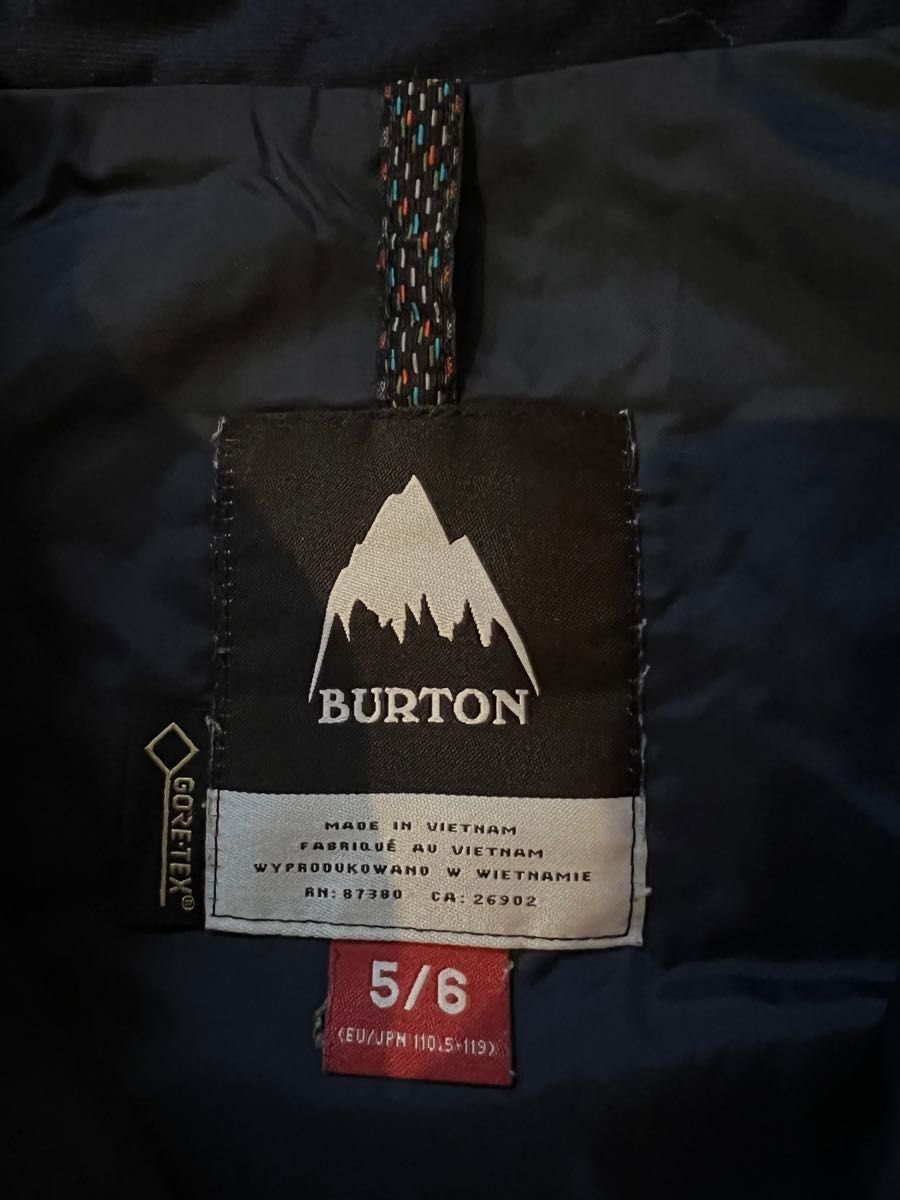 BURTON
GORE-TEX®
MADE IN VIETNAM
FABRIQUÉ AU VIETNAM
WYPRODUKOWANO W WIETNAMIE
RN: 87380 CA: 26902
5/6
(EU/JPN 110.5-119)